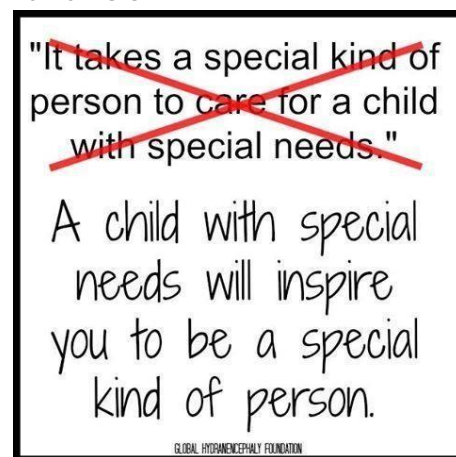 "It takes a special kind of
person to care for a child
with special needs."
A child with special
needs will inspire
you to be a special
kind of person.
GLOBAL HYDRANENCEPHALY FOUNDATION